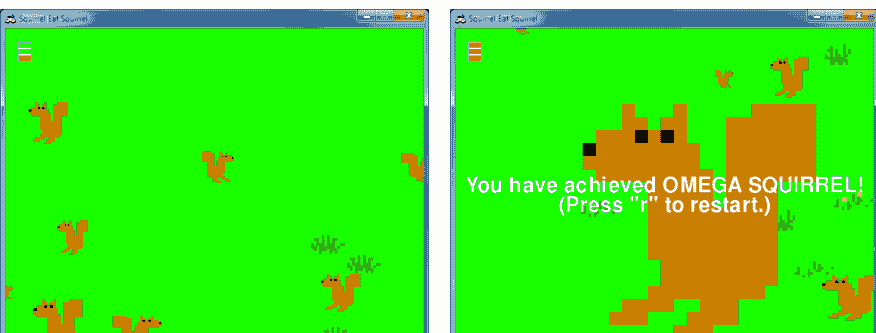 Squirrel Eat Squirrel
Squirrel Eat Squirrel
You have achieved OMEGA SQUIRREL!
(Press "r" to restart.)